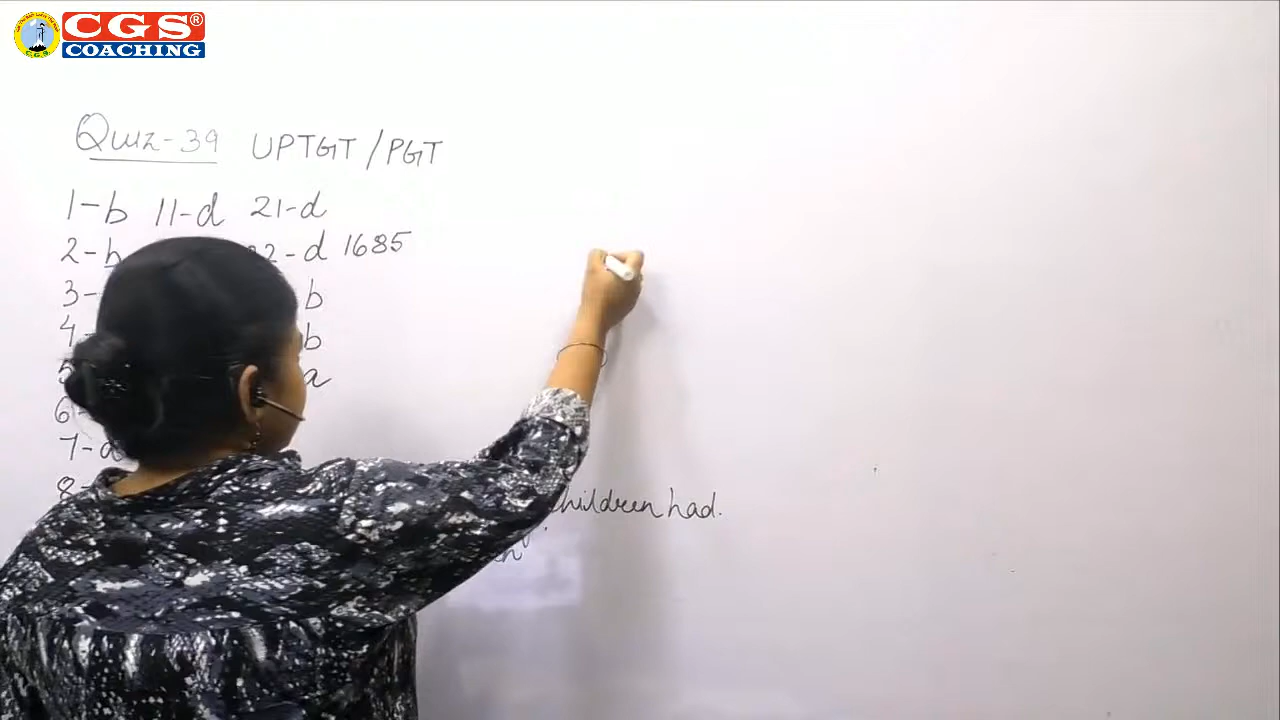 CGS®
COACHING
Quiz-39 UPTGT/PGT
1-b 11-d 21-d
2-b 22-d 1685
3- b
4- b
5 a
6-
7-a
8-
children had.